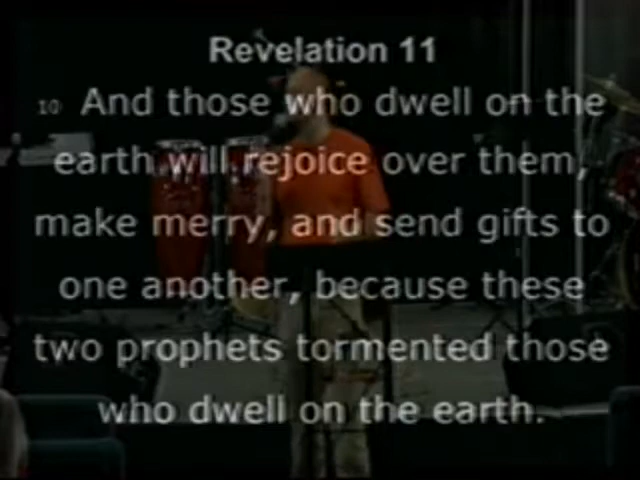 Revelation 11
10 And those who dwell on the
earth will rejoice over them,
make merry, and send gifts to
one another, because these
two prophets tormented those
who dwell on the earth.